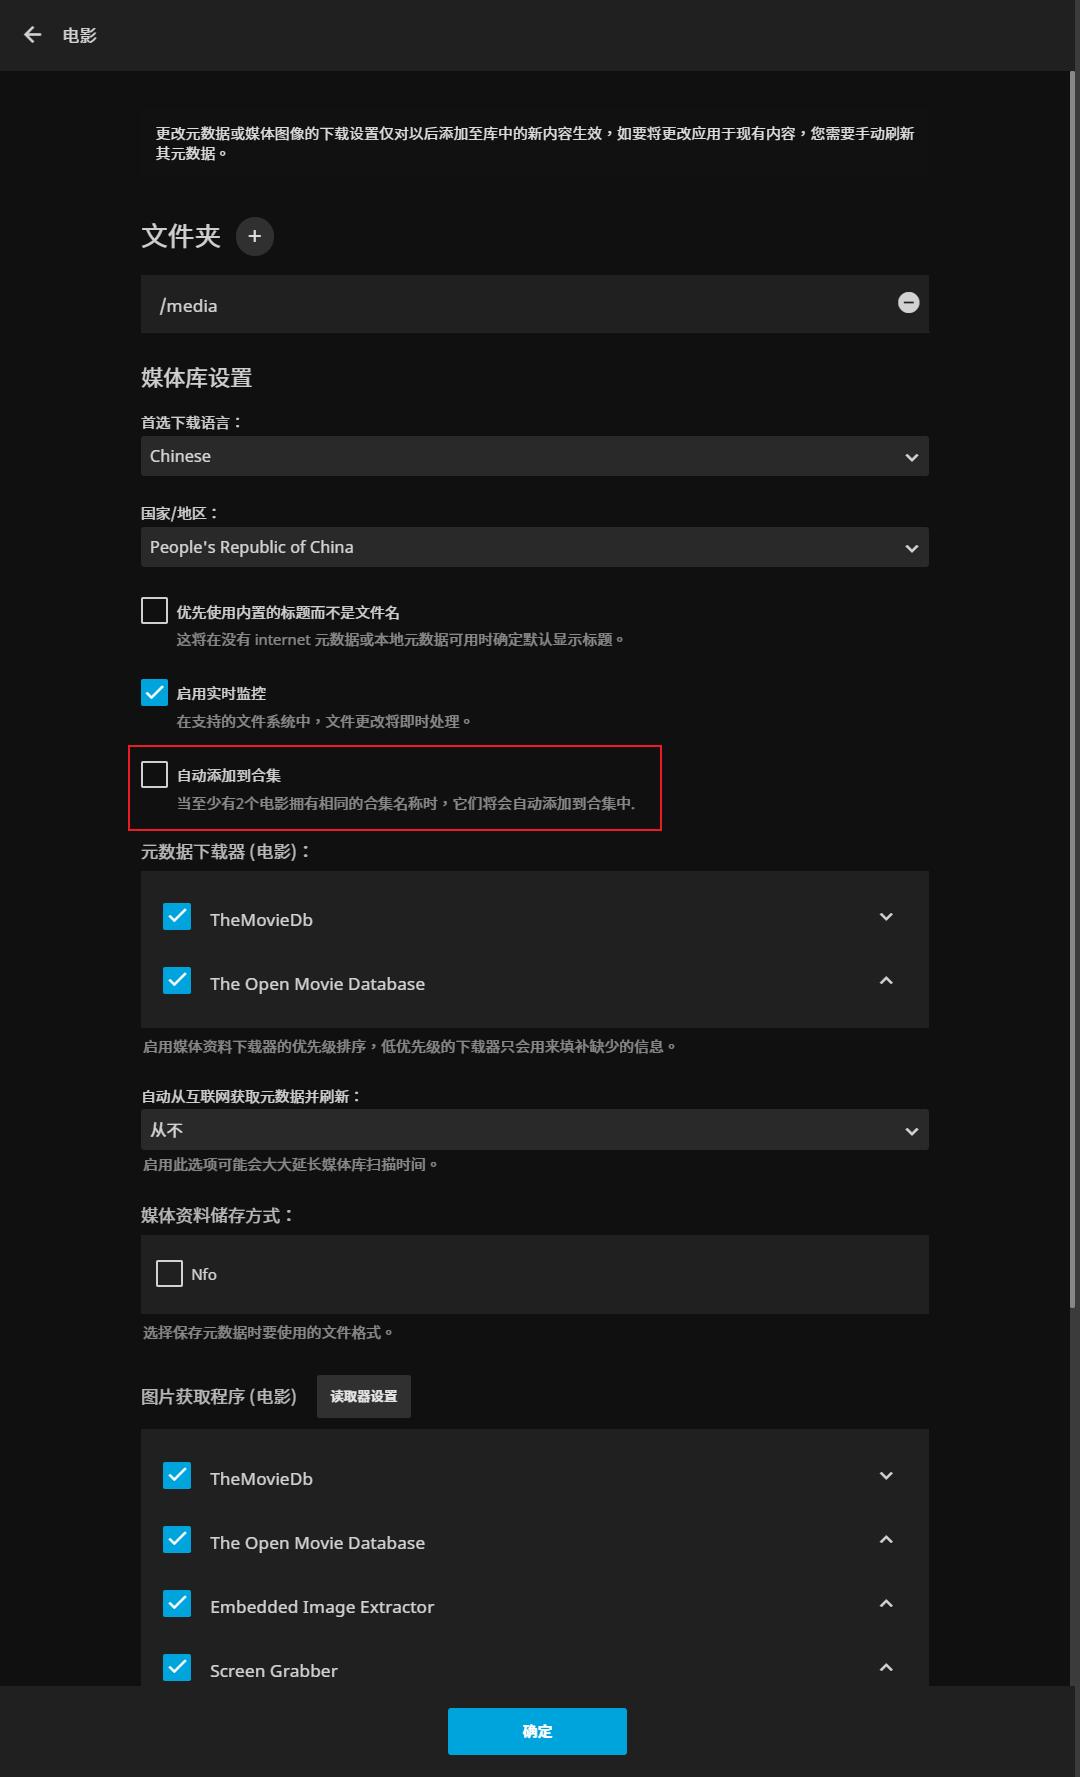 电影
更改元数据或媒体图像的下载设置仅对以后添加至库中的新内容生效，如要将更改应用于现有内容，您需要手动刷新
其元数据。
文件夹
/media
媒体库设置
首选下载语言：
Chinese
国家/地区：
People's Republic of China
优先使用内置的标题而不是文件名
这将在没有 internet 元数据或本地元数据可用时确定默认显示标题。
启用实时监控
在支持的文件系统中，文件更改将即时处理。
自动添加到合集
当至少有2个电影拥有相同的合集名称时，它们将会自动添加到合集中.
元数据下载器 (电影)：
TheMovieDb
The Open Movie Database
启用媒体资料下载器的优先级排序，低优先级的下载器只会用来填补缺少的信息。
自动从互联网获取元数据并刷新：
从不
启用此选项可能会大大延长媒体库扫描时间。
媒体资料储存方式：
Nfo
选择保存元数据时要使用的文件格式。
图片获取程序 (电影) 读取器设置
TheMovieDb
The Open Movie Database
Embedded Image Extractor
Screen Grabber
确定